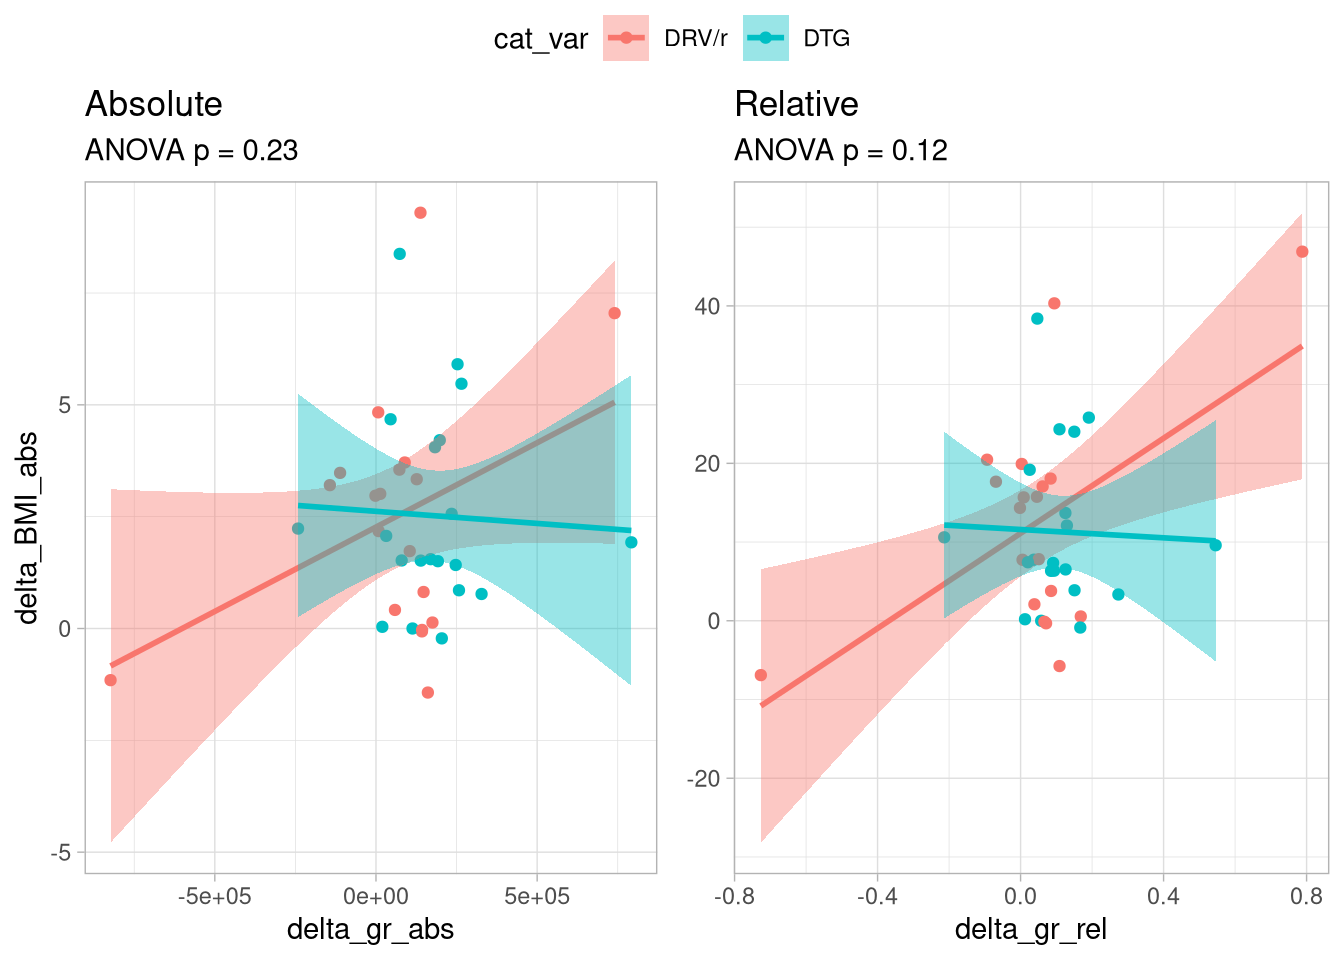 cat_var DRV/r DTG
Absolute
ANOVA p = 0.23
delta_BMI_abs
5
0
-5
-5e+05 0e+00 5e+05
delta_gr_abs
Relative
ANOVA p = 0.12
40
20
0
-20
-0.8 -0.4 0.0 0.4 0.8
delta_gr_rel